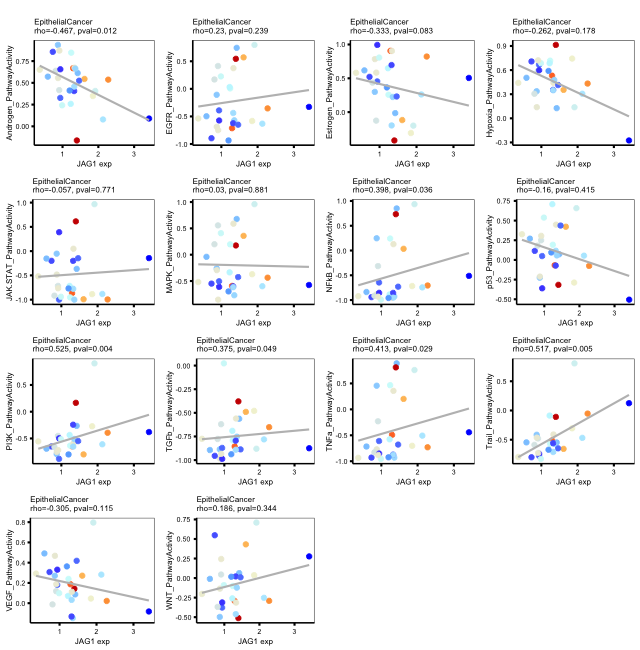 EpithelialCancer
rho=-0.467, pval=0.012
Androgen_PathwayActivity
0.75
0.50
0.25
0.00
1
2
3
JAG1 exp
EpithelialCancer
rho=0.23, pval=0.239
EGFR_PathwayActivity
0.5
0.0
-0.5
-1.0
1
2
3
JAG1 exp
EpithelialCancer
rho=-0.333, pval=0.083
Estrogen_PathwayActivity
1.0
0.5
0.0
1
2
3
JAG1 exp
EpithelialCancer
rho=-0.262, pval=0.178
Hypoxia_PathwayActivity
0.9
0.6
0.3
0.0
-0.3
1
2
3
JAG1 exp
EpithelialCancer
rho=-0.057, pval=0.771
JAK-STAT_PathwayActivity
1.0
0.5
0.0
-0.5
-1.0
1
2
3
JAG1 exp
EpithelialCancer
rho=0.03, pval=0.881
MAPK_PathwayActivity
1.0
0.5
0.0
-0.5
1
2
3
JAG1 exp
EpithelialCancer
rho=0.398, pval=0.036
NFkB_PathwayActivity
1.0
0.5
0.0
-0.5
-1.0
1
2
3
JAG1 exp
EpithelialCancer
rho=-0.16, pval=0.415
p53_PathwayActivity
0.75
0.50
0.25
0.00
-0.25
-0.50
1
2
3
JAG1 exp
EpithelialCancer
rho=0.525, pval=0.004
PI3K_PathwayActivity
0.5
0.0
-0.5
1
2
3
JAG1 exp
EpithelialCancer
rho=0.375, pval=0.049
TGFb_PathwayActivity
0.00
-0.25
-0.50
-0.75
-1.00
1
2
3
JAG1 exp
EpithelialCancer
rho=0.413, pval=0.029
TNFa_PathwayActivity
0.5
0.0
-0.5
-1.0
1
2
3
JAG1 exp
EpithelialCancer
rho=0.517, pval=0.005
Trail_PathwayActivity
0.5
0.0
-0.5
1
2
3
JAG1 exp
EpithelialCancer
rho=-0.305, pval=0.115
VEGF_PathwayActivity
0.8
0.6
0.4
0.2
0.0
1
2
3
JAG1 exp
EpithelialCancer
rho=0.186, pval=0.344
WNT_PathwayActivity
0.75
0.50
0.25
0.00
-0.25
-0.50
1
2
3
JAG1 exp